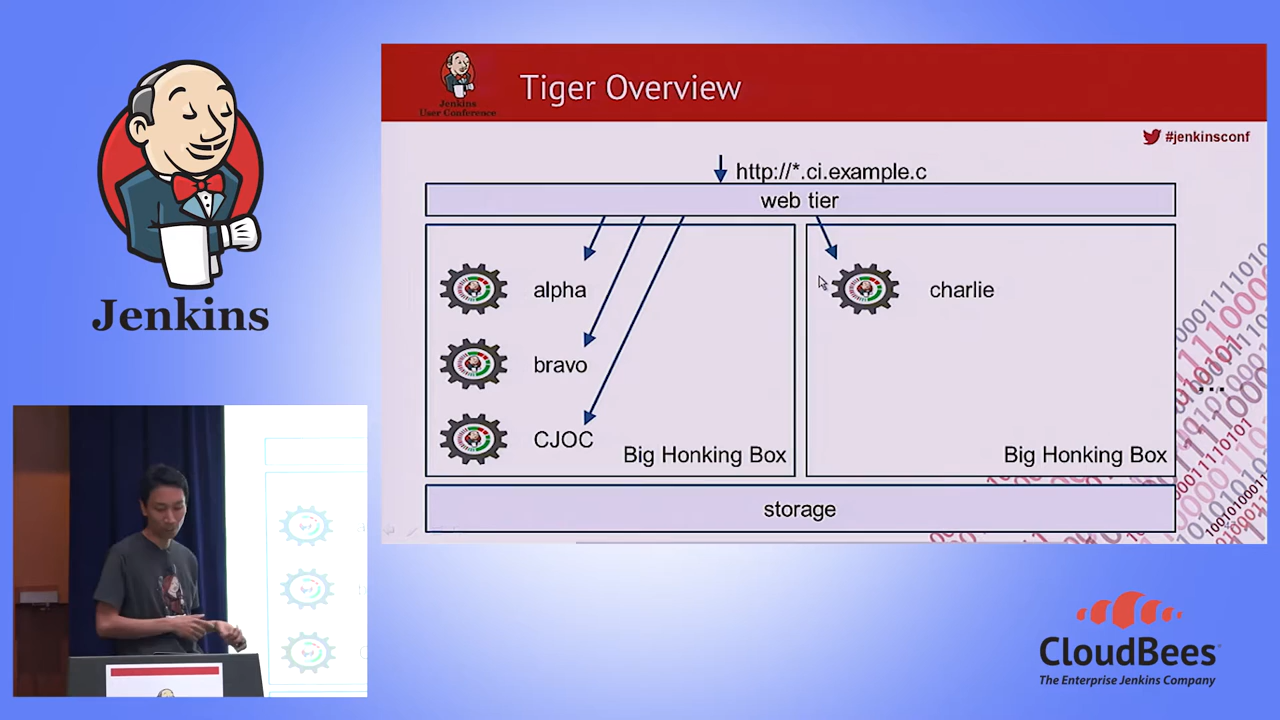 Jenkins
Jenkins
User Conference
Tiger Overview
#jenkinsconf
http://*.ci.example.c
web tier
alpha
bravo
CJOC
Big Honking Box
charlie
Big Honking Box
...
storage
CloudBees
The Enterprise Jenkins Company